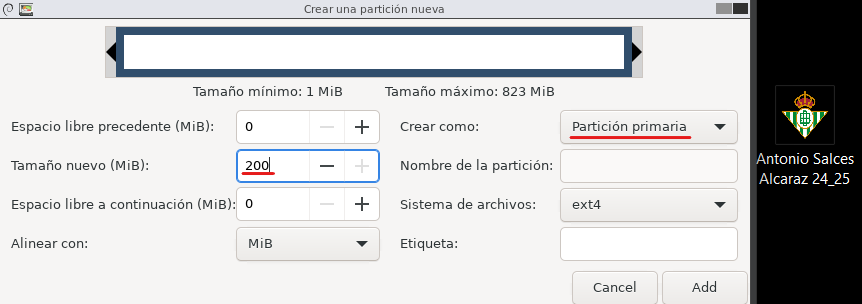 Crear una partición nueva
Tamaño mínimo: 1 MiB Tamaño máximo: 823 MiB
Espacio libre precedente (MiB): 0 Crear como: Partición primaria
Tamaño nuevo (MiB): 200 Nombre de la partición:
Espacio libre a continuación (MiB): 0 Sistema de archivos: ext4
Alinear con: MiB Etiqueta:
Cancel Add
Antonio Salces
Alcaraz 24_25